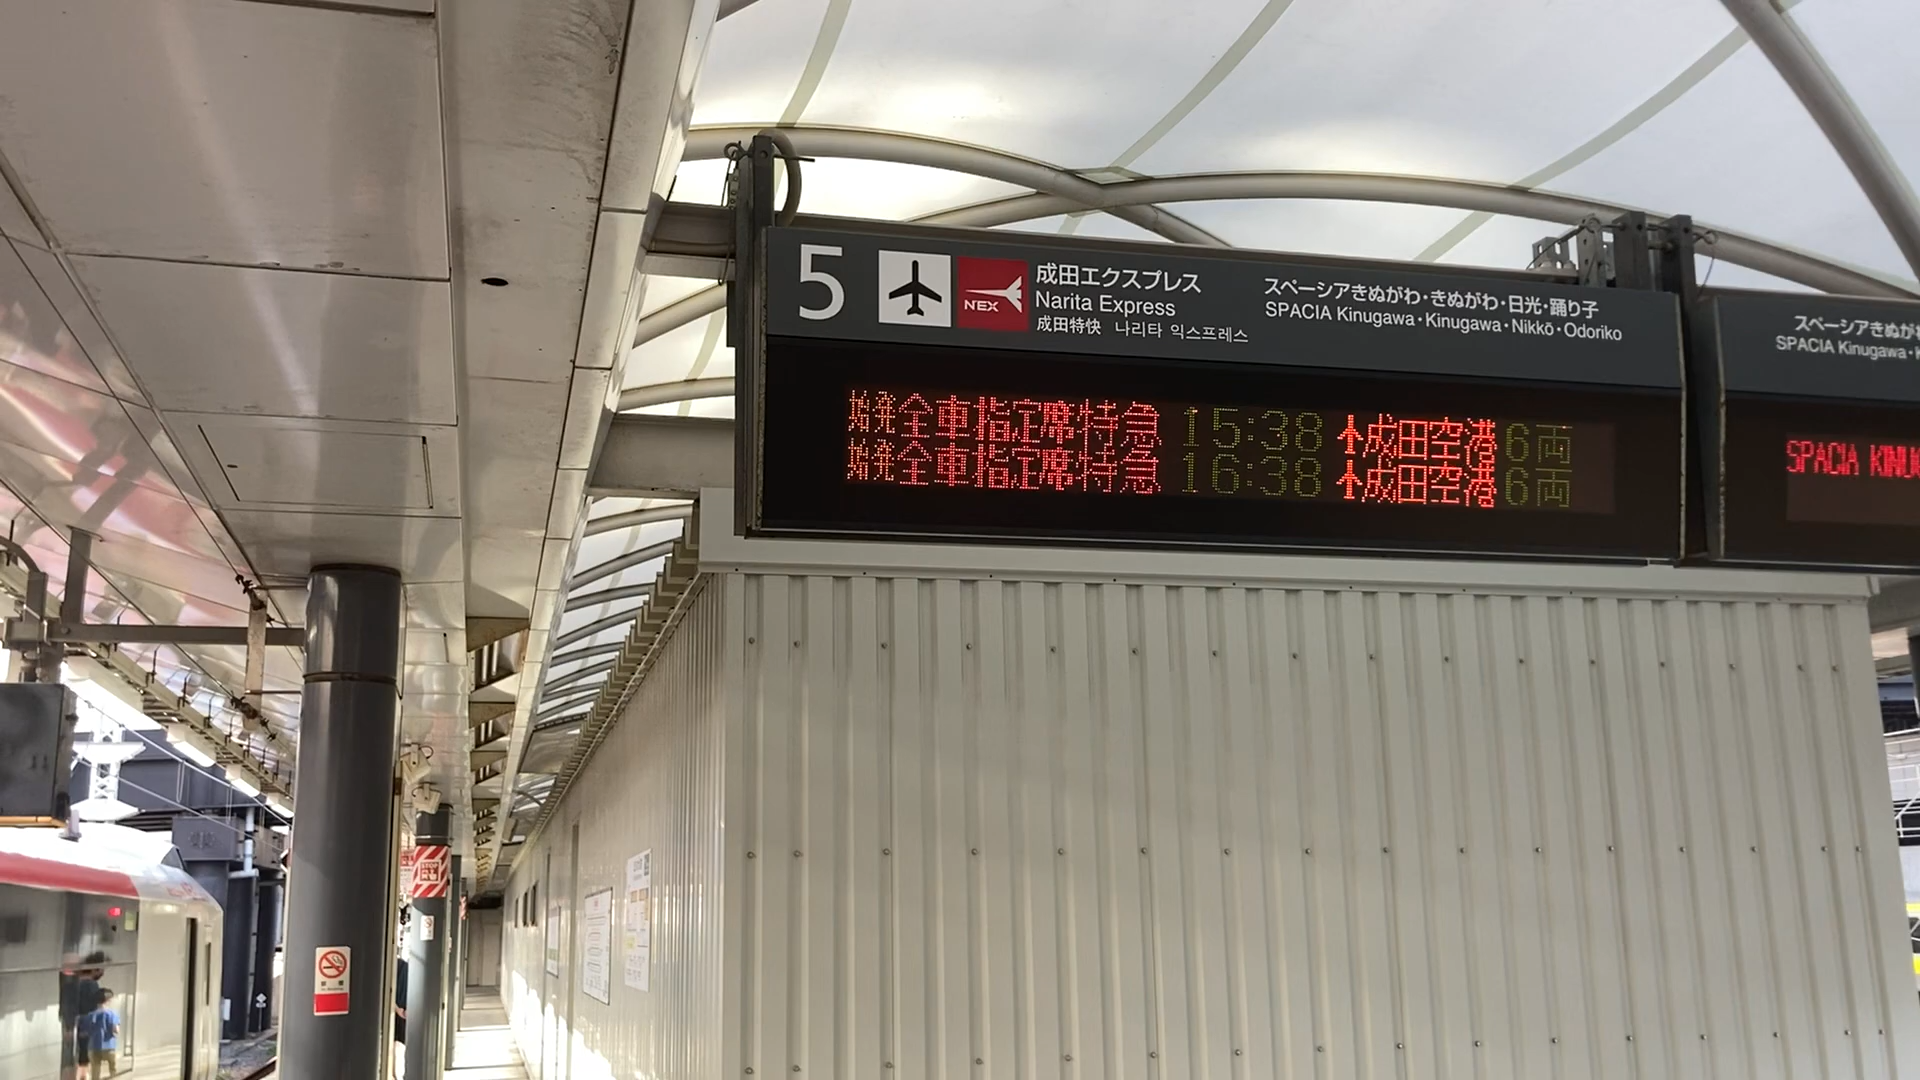 5
NEX
成田エクスプレス
Narita Express
成田特快 나리타 익스프레스
スペーシアきぬがわ・きぬがわ・日光・踊り子
SPACIA Kinugawa・Kinugawa・Nikkō・Odoriko
始発 全車指定席特急 15:38 成田空港 6両
始発 全車指定席特急 16:38 成田空港 6両
スペーシアきぬがわ
SPACIA Kinugawa・
SPACIA KINUG
STOP